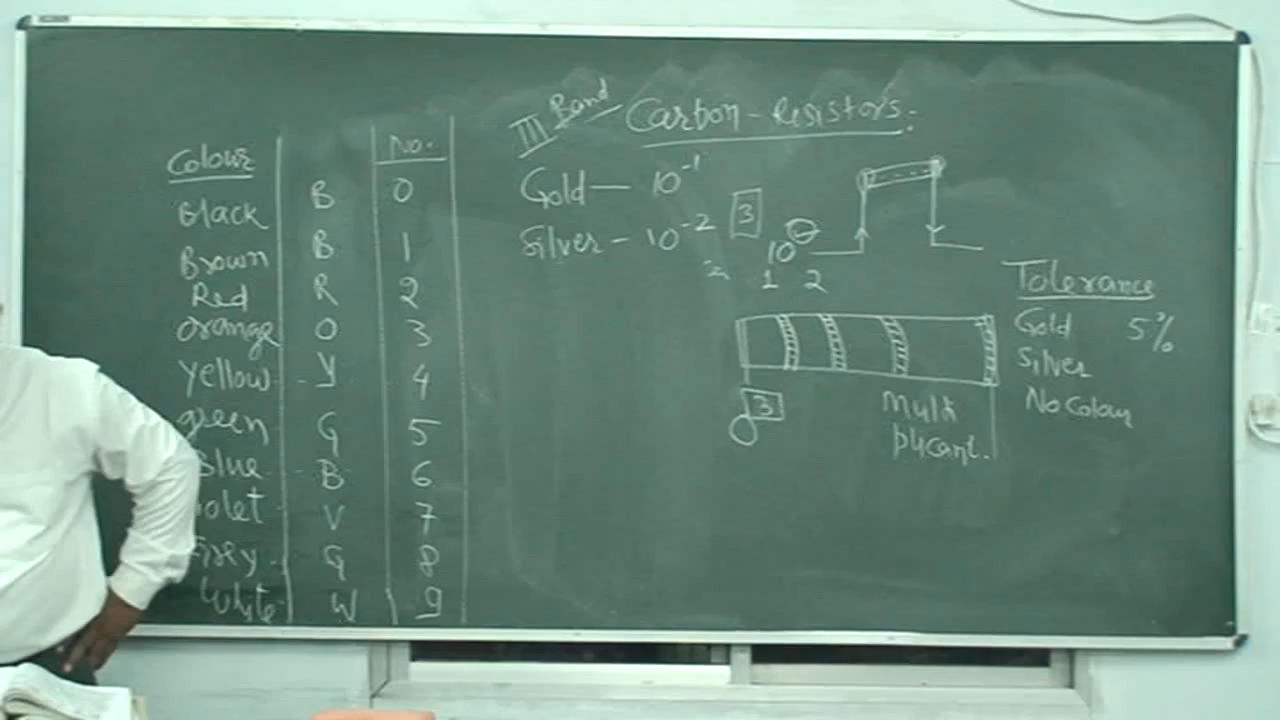 III Band Carbon-Resistors.
Colour No.
Black B 0
Brown B 1
Red R 2
Orange O 3
Yellow - Y 4
green G 5
Blue - B 6
iolet - V 7
Grey - G 8
White - W 9
Gold — 10⁻¹
Silver - 10⁻²
3
10
1 2
3
Multi
plicant.
Tolerance
Gold 5%
Silver
No Colour